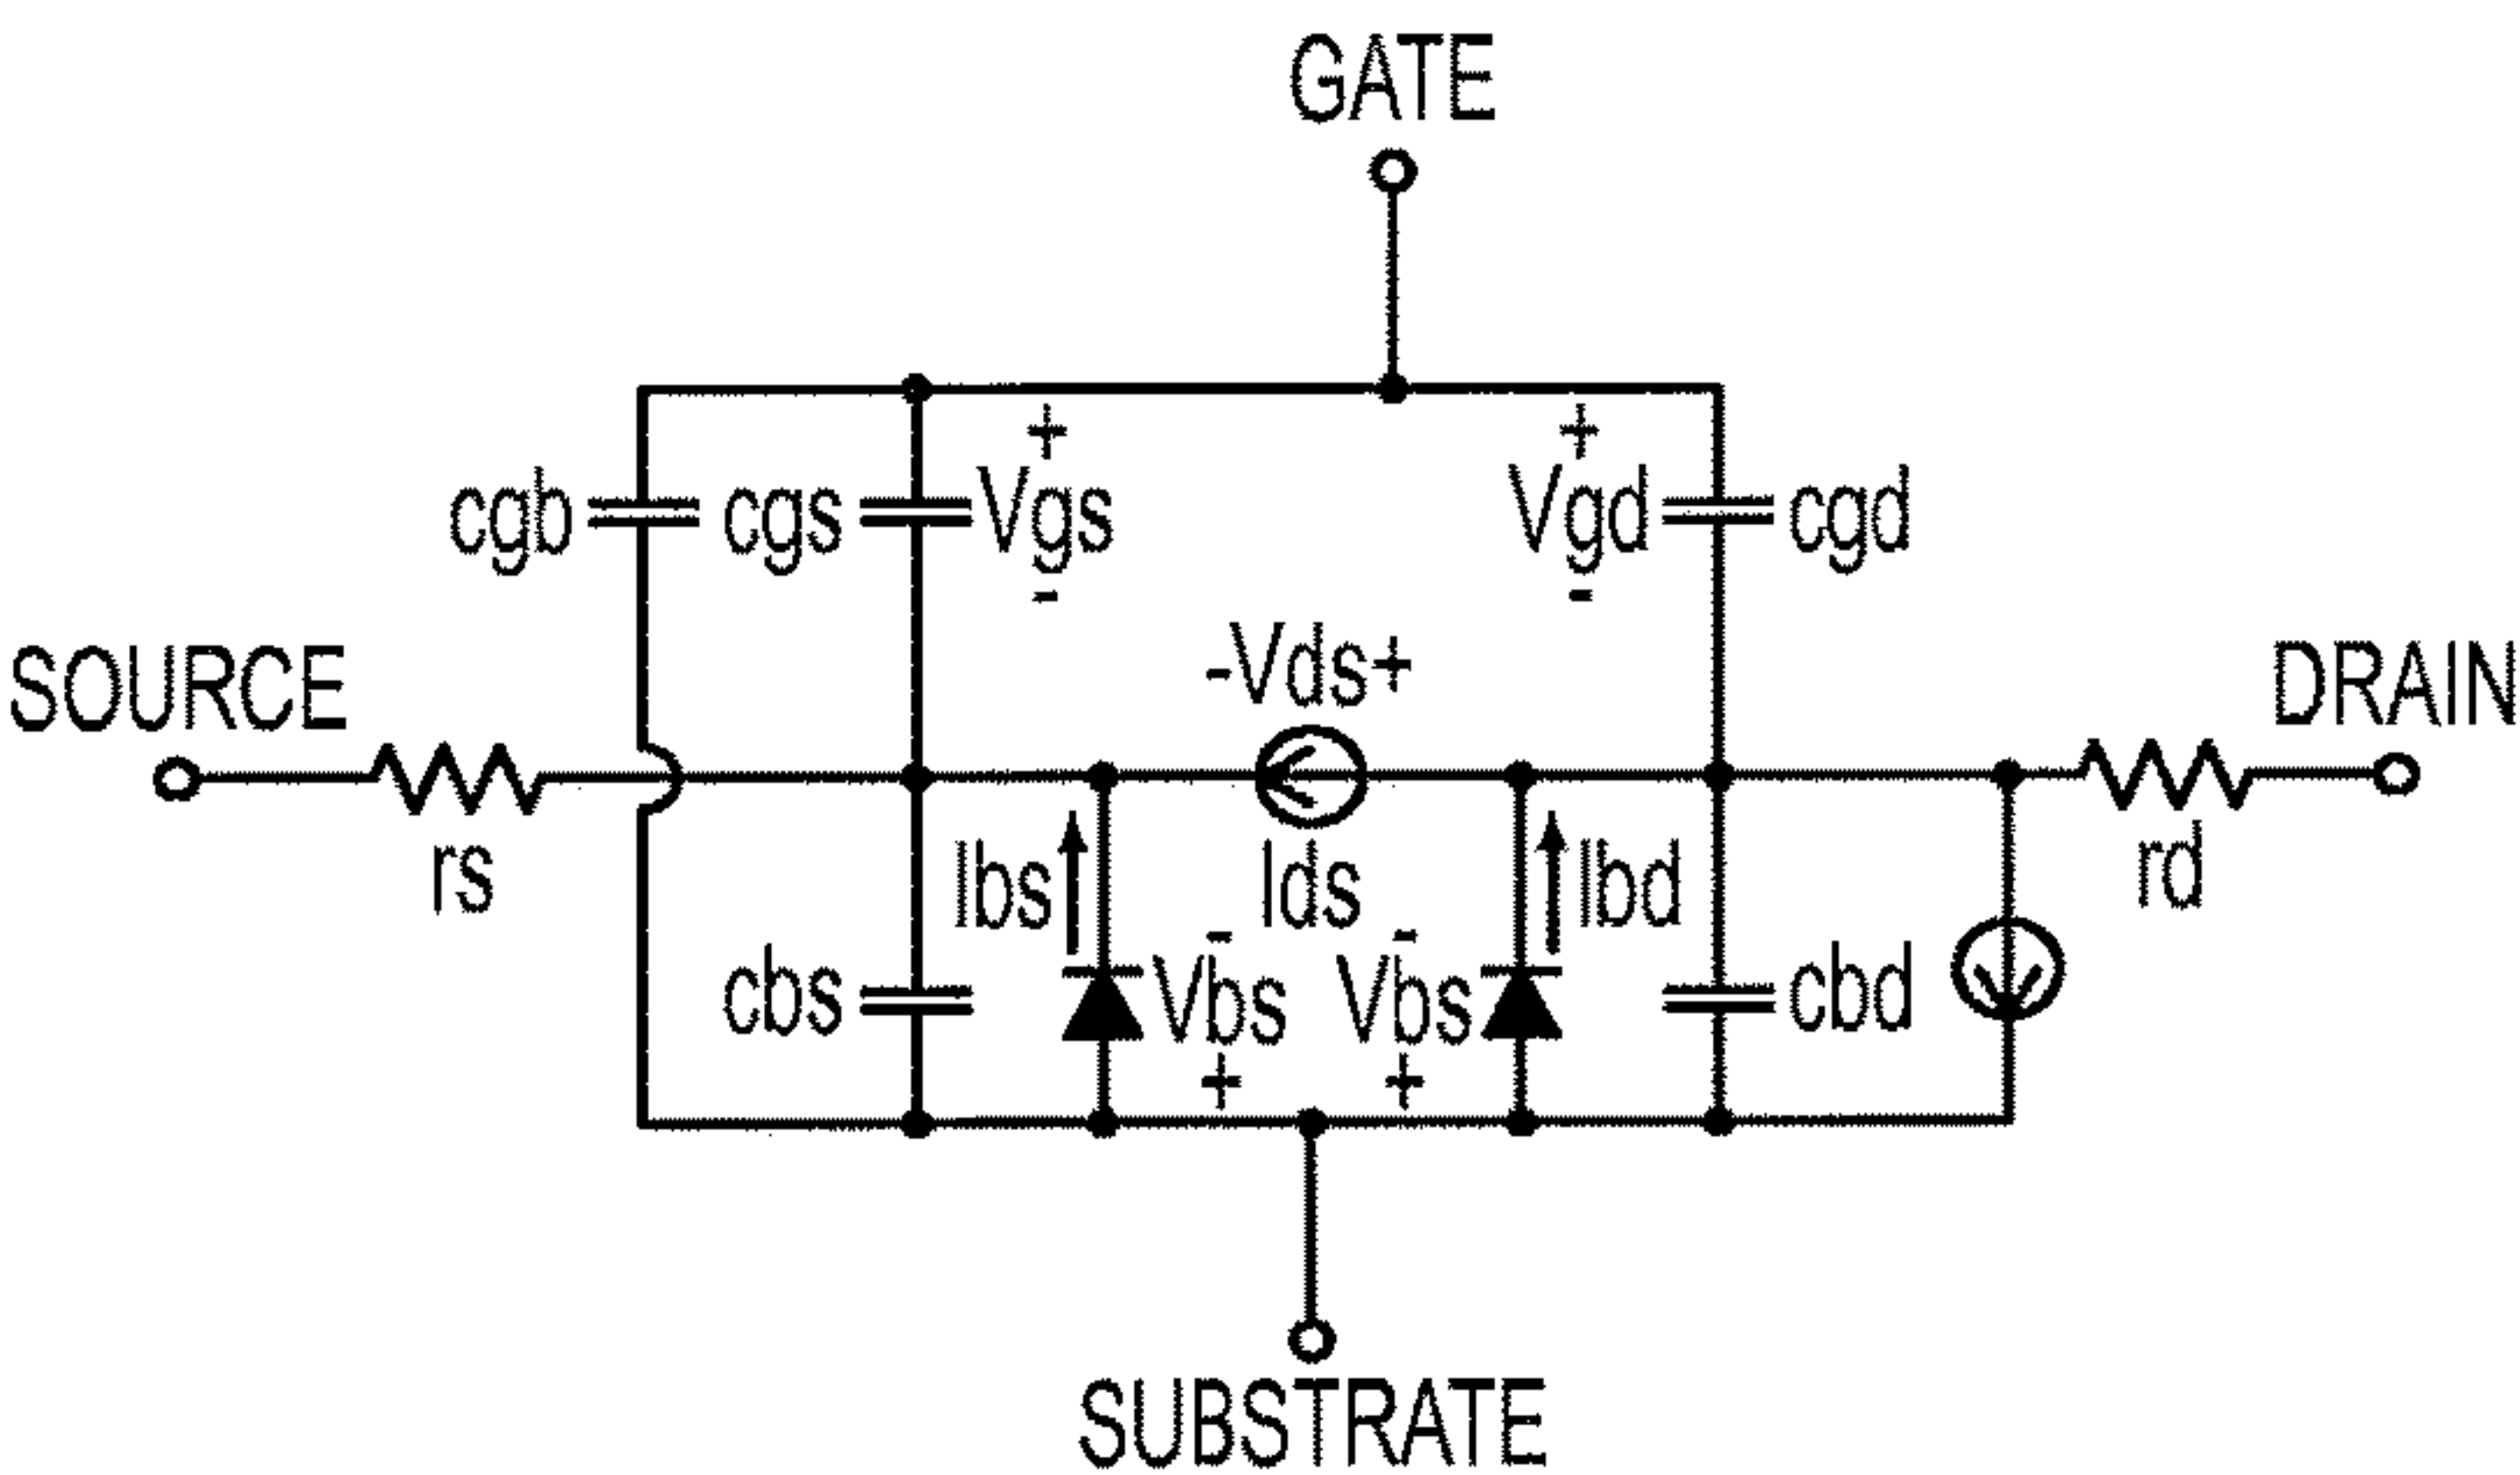 GATE
+ +
cgb cgs Vgs Vgd cgd
- -
SOURCE -Vds+ DRAIN
rs Ibs Ids Ibd rd
- -
cbs Vbs Vbs cbd
+ +
SUBSTRATE